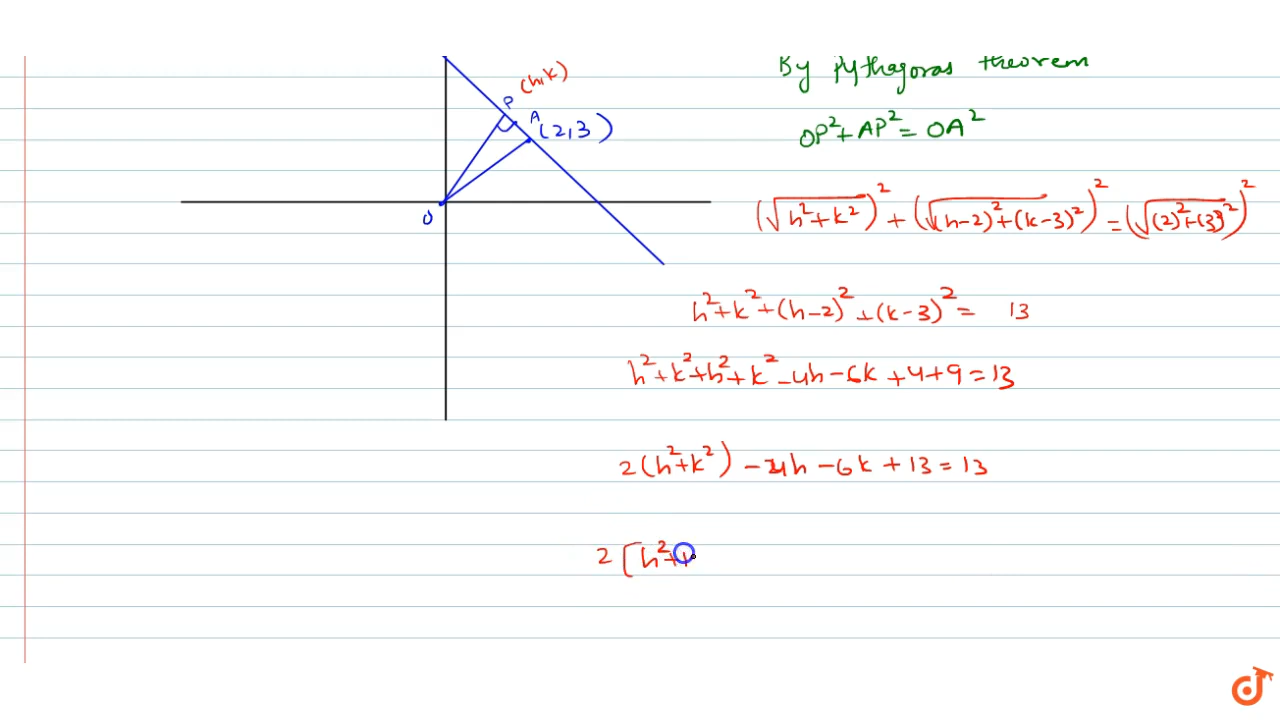 By Pythagoras theorem
P (h,k)
A (2,3)
OP²+AP²=OA²
O
(√h²+k²)²+(√(h-2)²+(k-3)²)²=(√(2)²+(3)²)²
h²+k²+(h-2)²+(k-3)²= 13
h²+k²+h²+k²-4h-6k+4+9=13
2(h²+k²)-4h-6k+13=13
2[h²+